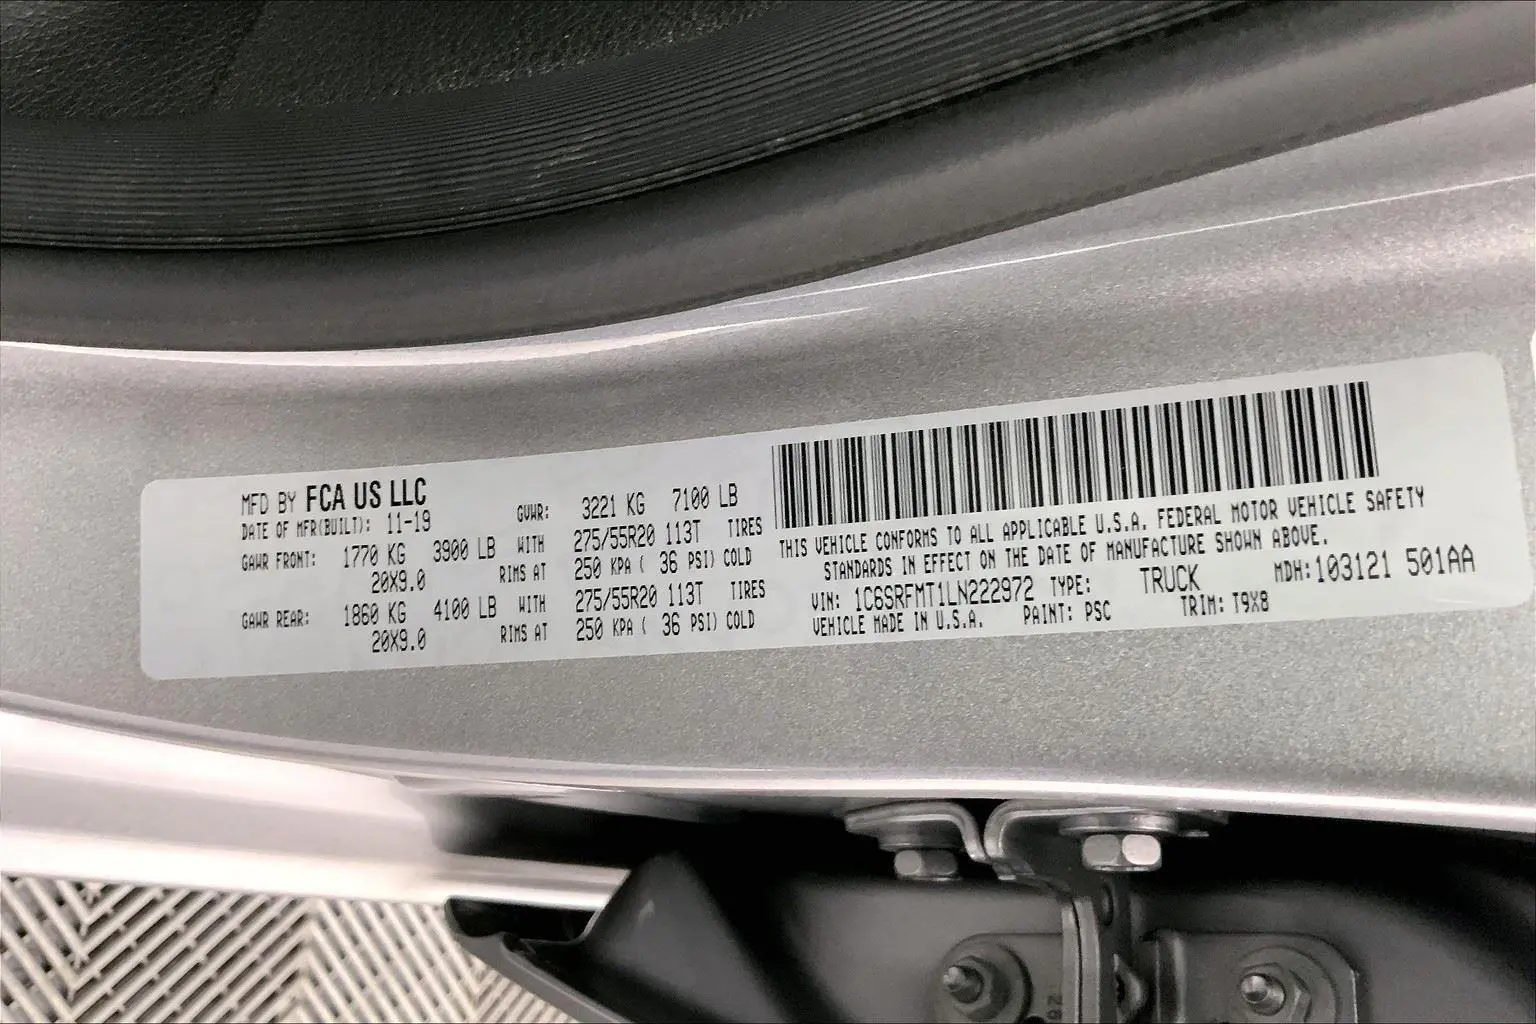 MFD BY FCA US LLC
DATE OF MFR(BUILT): 11-19 GVWR: 3221 KG 7100 LB
GAWR FRONT: 1770 KG 3900 LB WITH 275/55R20 113T TIRES
20X9.0 RIMS AT 250 KPA ( 36 PSI) COLD
GAWR REAR: 1860 KG 4100 LB WITH 275/55R20 113T TIRES
20X9.0 RIMS AT 250 KPA ( 36 PSI) COLD
THIS VEHICLE CONFORMS TO ALL APPLICABLE U.S.A. FEDERAL MOTOR VEHICLE SAFETY
STANDARDS IN EFFECT ON THE DATE OF MANUFACTURE SHOWN ABOVE.
VIN: 1C6SRFMT1LN222972 TYPE: TRUCK MDH:103121 501AA
VEHICLE MADE IN U.S.A. PAINT: PSC TRIM: T9X8